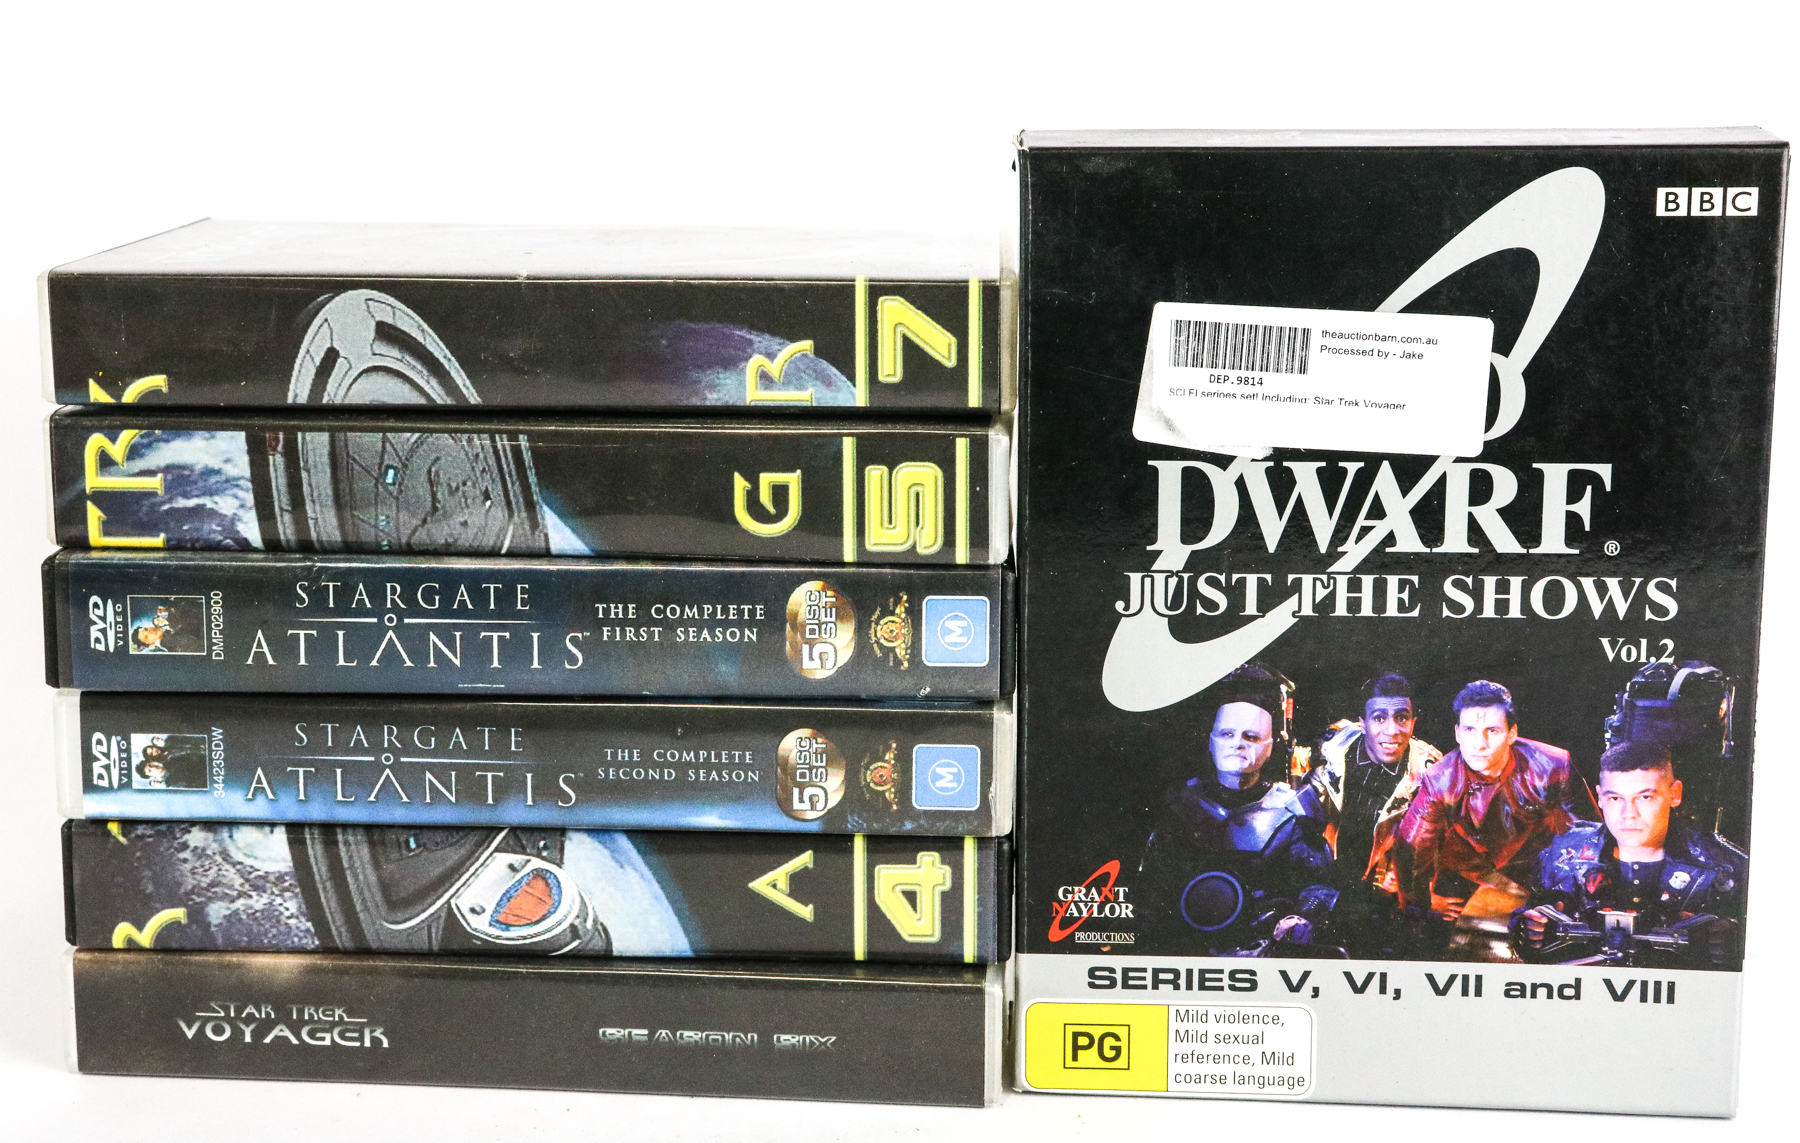 R
7
TR
G
5
DVD
VIDEO
DMP02900
STARGATE
ATLANTIS™
THE COMPLETE
FIRST SEASON
5 DISC
SET
M
DVD
VIDEO
34423SDW
STARGATE
ATLANTIS™
THE COMPLETE
SECOND SEASON
5 DISC
SET
M
A
4
STAR TREK
VOYAGER
SEASON SIX
BBC
theauctionbarn.com.au
Processed by - Jake
DEP.9814
SCI FI serioes set! Including: Star Trek Voyager
DWARF®
JUST THE SHOWS
Vol.2
GRANT
NAYLOR
PRODUCTIONS
SERIES V, VI, VII and VIII
PG
Mild violence,
Mild sexual
reference, Mild
coarse language